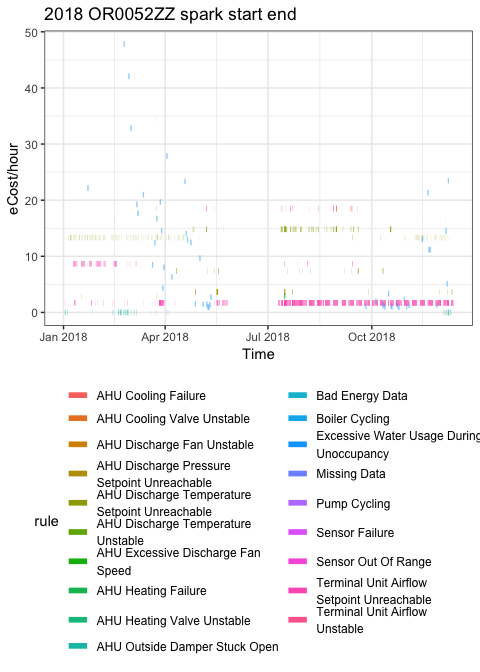 2018 OR0052ZZ spark start end
50
40
30
20
10
0
eCost/hour
Jan 2018
Apr 2018
Jul 2018
Oct 2018
Time
rule
AHU Cooling Failure
AHU Cooling Valve Unstable
AHU Discharge Fan Unstable
AHU Discharge Pressure
Setpoint Unreachable
AHU Discharge Temperature
Setpoint Unreachable
AHU Discharge Temperature
Unstable
AHU Excessive Discharge Fan
Speed
AHU Heating Failure
AHU Heating Valve Unstable
AHU Outside Damper Stuck Open
Bad Energy Data
Boiler Cycling
Excessive Water Usage During
Unoccupancy
Missing Data
Pump Cycling
Sensor Failure
Sensor Out Of Range
Terminal Unit Airflow
Setpoint Unreachable
Terminal Unit Airflow
Unstable